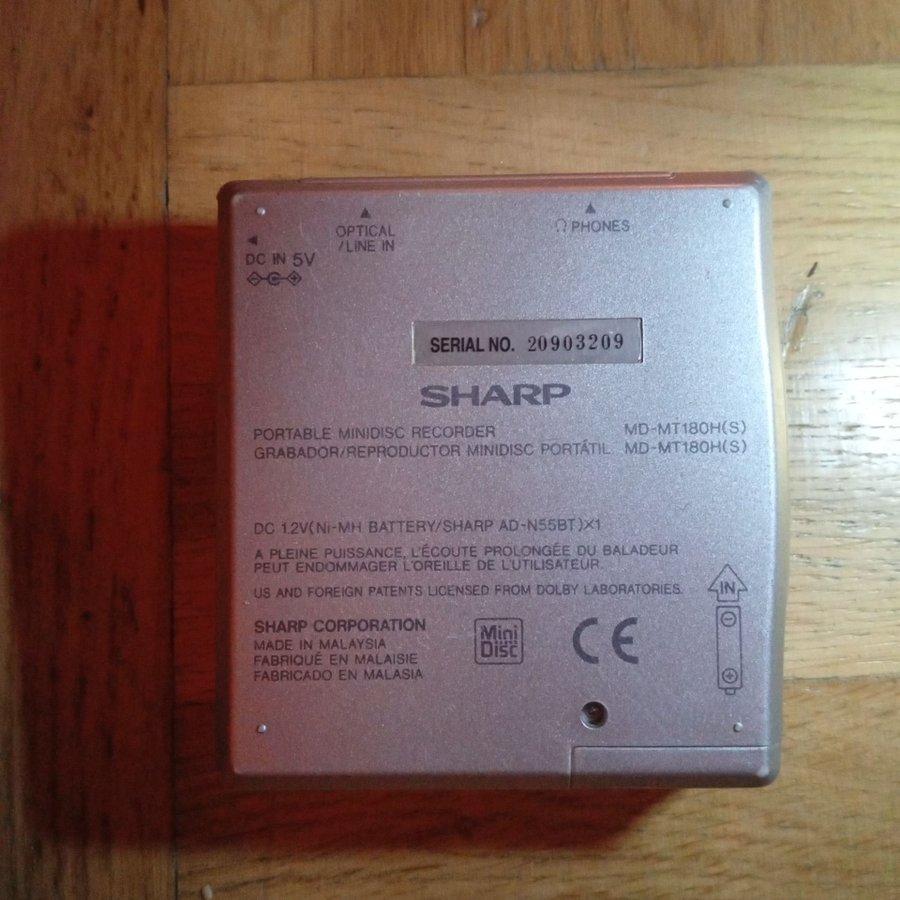 OPTICAL
/LINE IN
PHONES
DC IN 5V
SERIAL NO. 20903209
SHARP
PORTABLE MINIDISC RECORDER MD-MT180H(S)
GRABADOR/REPRODUCTOR MINIDISC PORTÁTIL MD-MT180H(S)
DC 1.2V(Ni-MH BATTERY/SHARP AD-N55BT)×1
A PLEINE PUISSANCE, L'ÉCOUTE PROLONGÉE DU BALADEUR
PEUT ENDOMMAGER L'OREILLE DE L'UTILISATEUR.
US AND FOREIGN PATENTS LICENSED FROM DOLBY LABORATORIES.
IN
SHARP CORPORATION
MADE IN MALAYSIA
FABRIQUÉ EN MALAISIE
FABRICADO EN MALASIA
Mini
Disc
CE